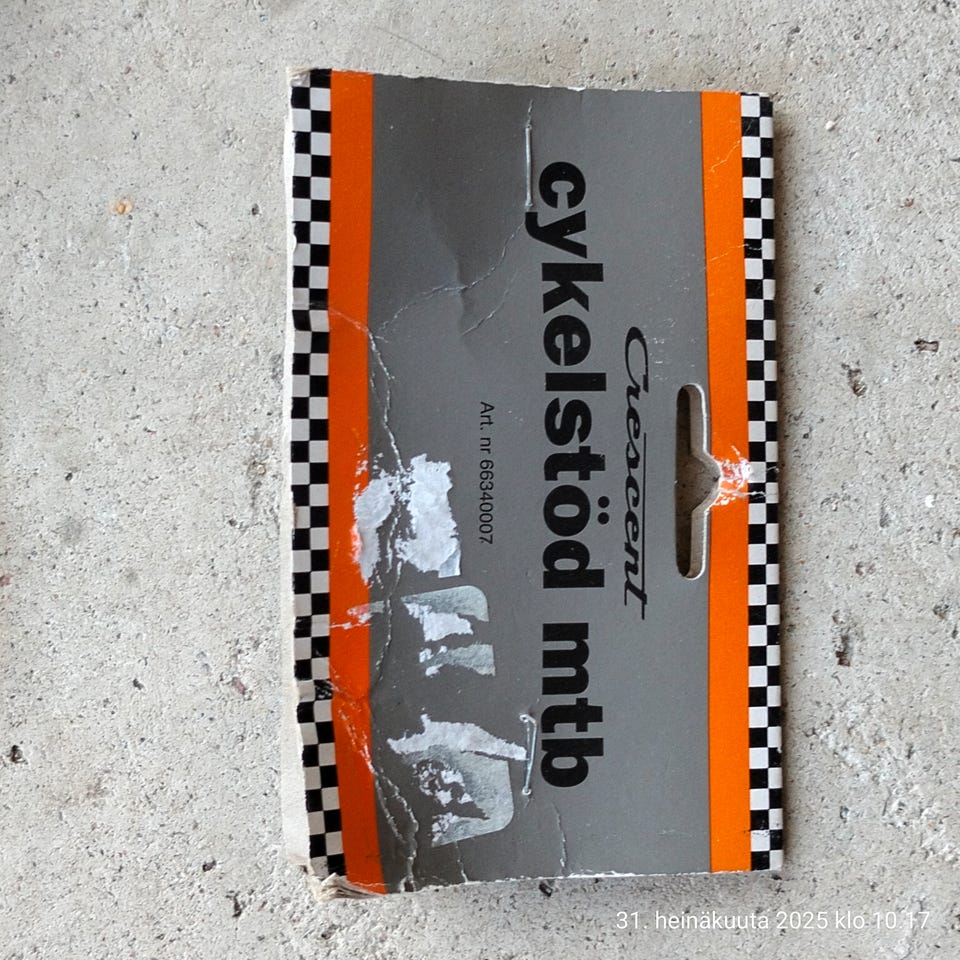 Crescent
cykelstöd mtb
Art. nr 66340007
31. heinäkuuta 2025 klo 10.17